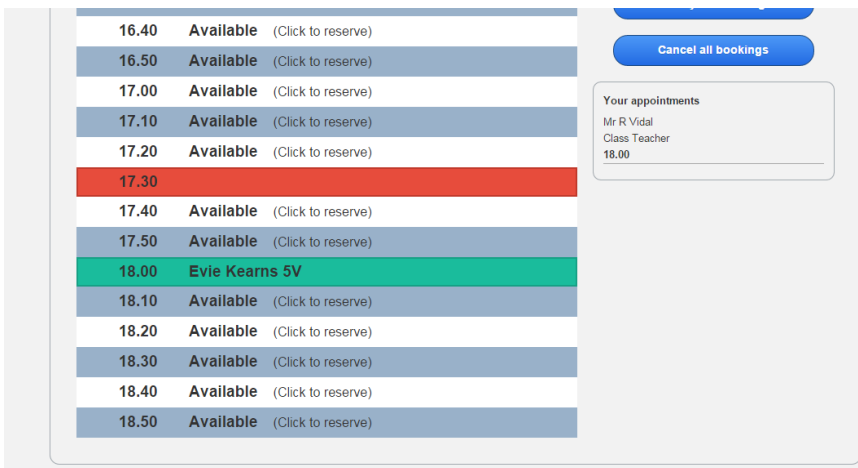 16.40 Available (Click to reserve)
16.50 Available (Click to reserve)
17.00 Available (Click to reserve)
17.10 Available (Click to reserve)
17.20 Available (Click to reserve)
17.30
17.40 Available (Click to reserve)
17.50 Available (Click to reserve)
18.00 Evie Kearns 5V
18.10 Available (Click to reserve)
18.20 Available (Click to reserve)
18.30 Available (Click to reserve)
18.40 Available (Click to reserve)
18.50 Available (Click to reserve)
Cancel all bookings
Your appointments
Mr R Vidal
Class Teacher
18.00